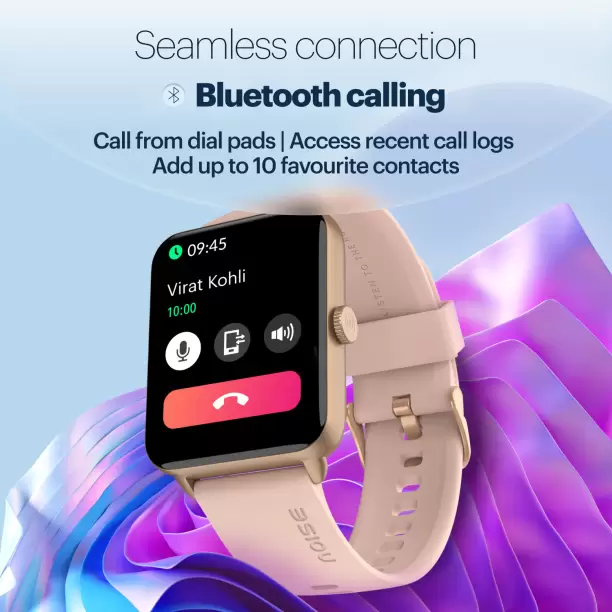 Seamless connection
Bluetooth calling
Call from dial pads | Access recent call logs
Add up to 10 favourite contacts
09:45
Virat Kohli
10:00
NOISE